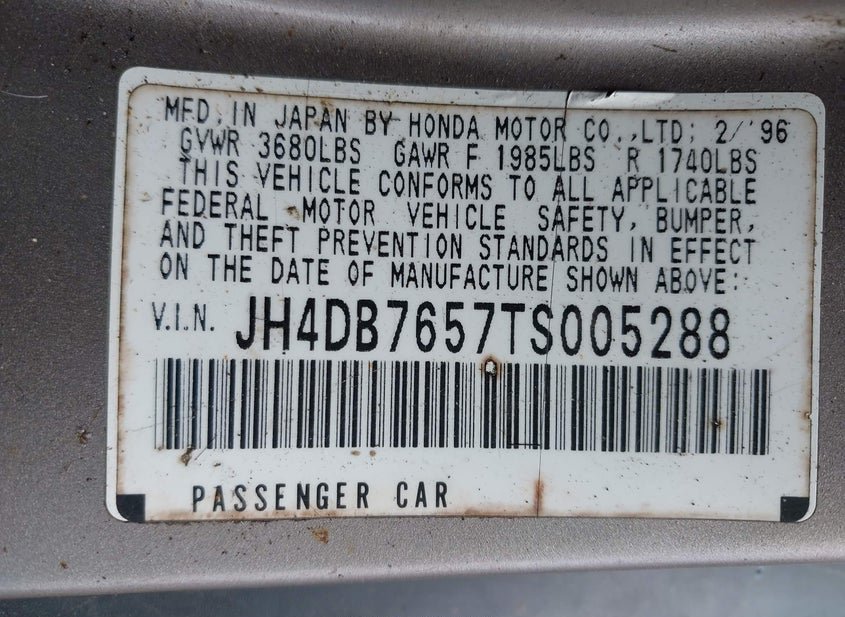 MFD. IN JAPAN BY HONDA MOTOR CO., LTD; 2/ '96
GVWR 3680LBS GAWR F 1985LBS R 1740LBS
THIS VEHICLE CONFORMS TO ALL APPLICABLE
FEDERAL MOTOR VEHICLE SAFETY, BUMPER,
AND THEFT PREVENTION STANDARDS IN EFFECT
ON THE DATE OF MANUFACTURE SHOWN ABOVE:
V.I.N. JH4DB7657TS005288
PASSENGER CAR